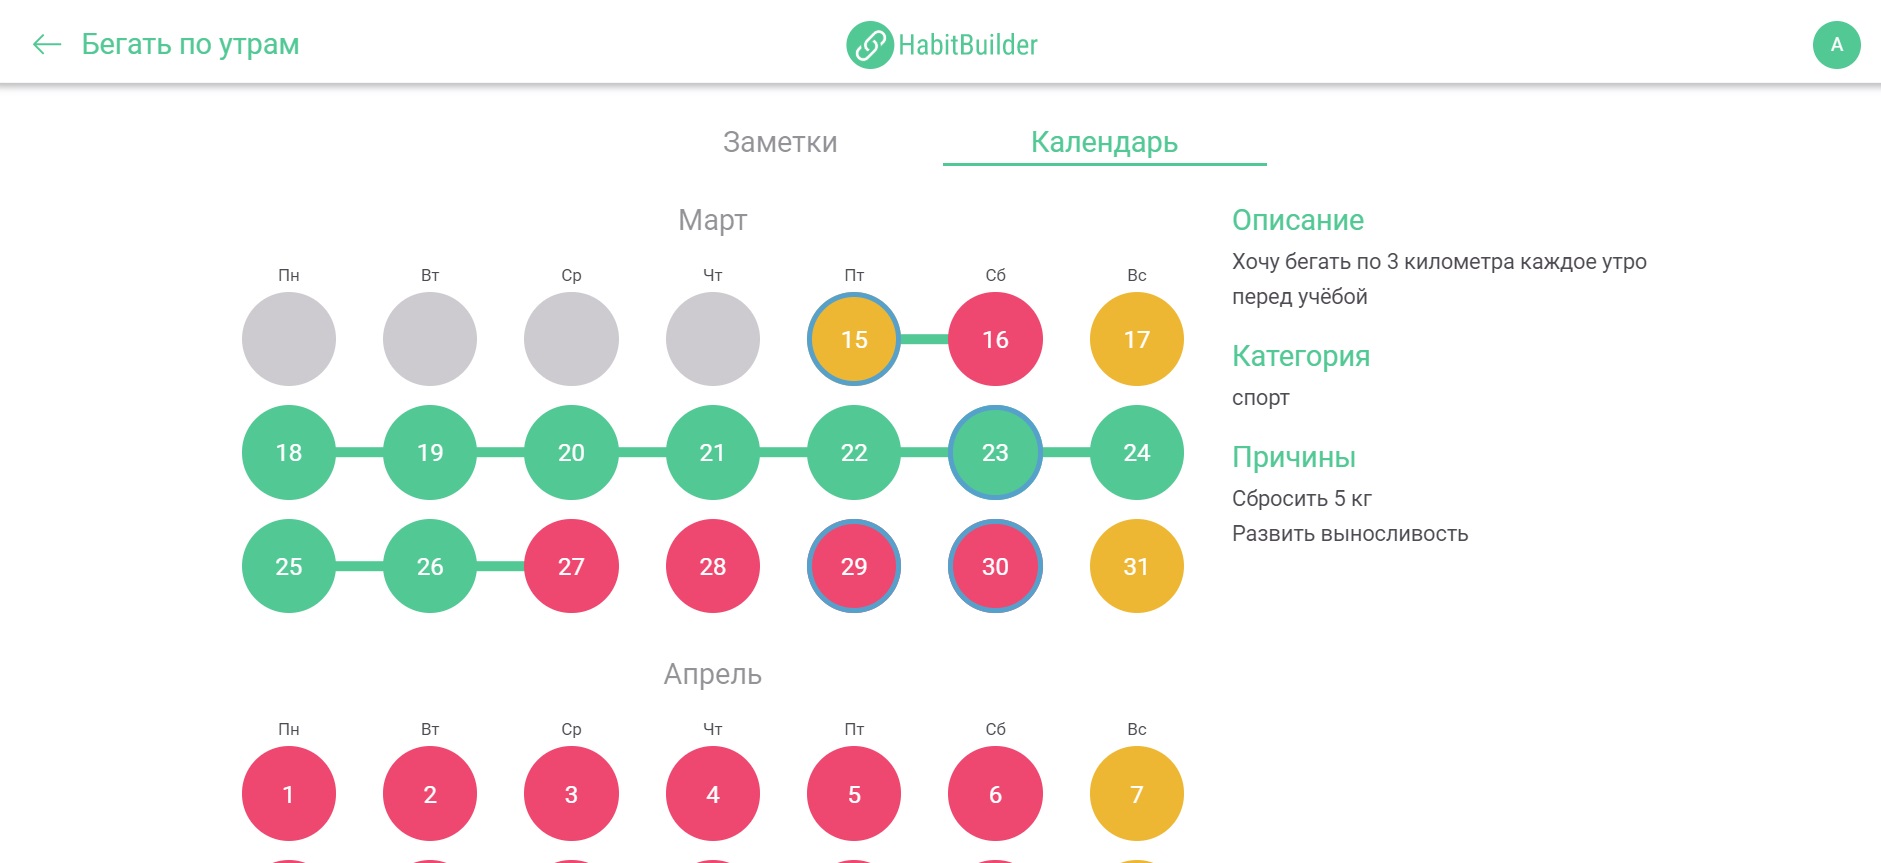 Бегать по утрам
HabitBuilder
A
Заметки
Календарь
Март
Пн Вт Ср Чт Пт Сб Вс
15 16 17
18 19 20 21 22 23 24
25 26 27 28 29 30 31
Апрель
Пн Вт Ср Чт Пт Сб Вс
1 2 3 4 5 6 7
Описание
Хочу бегать по 3 километра каждое утро
перед учёбой
Категория
спорт
Причины
Сбросить 5 кг
Развить выносливость